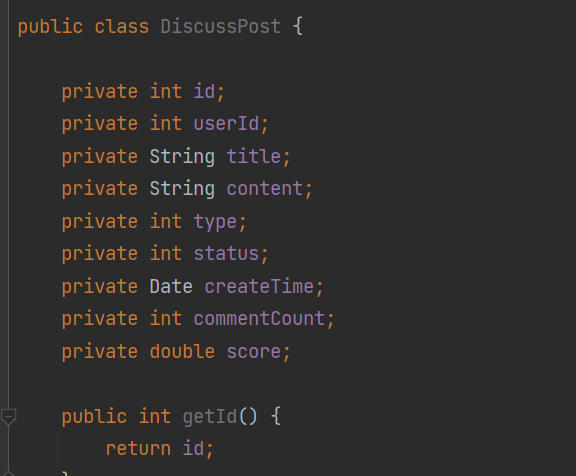 public class DiscussPost {
private int id;
private int userId;
private String title;
private String content;
private int type;
private int status;
private Date createTime;
private int commentCount;
private double score;
public int getId() {
return id;
}